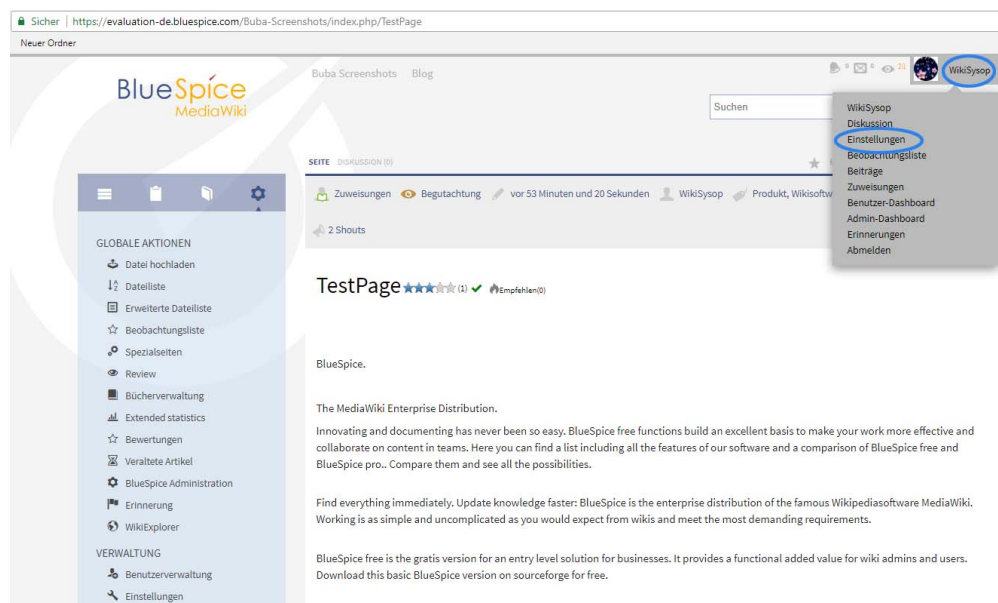 Sicher | https://evaluation-de.bluespice.com/Buba-Screenshots/index.php/TestPage
Neuer Ordner
BlueSpice
MediaWiki
Buba Screenshots Blog
WikiSysop
Suchen
WikiSysop
Diskussion
Einstellungen
Beobachtungsliste
Beiträge
Zuweisungen
Benutzer-Dashboard
Admin-Dashboard
Erinnerungen
Abmelden
SEITE DISKUSSION (0)
Zuweisungen Begutachtung vor 53 Minuten und 20 Sekunden WikiSysop Produkt, Wikisoftw
2 Shouts
GLOBALE AKTIONEN
Datei hochladen
Dateiliste
Erweiterte Dateiliste
Beobachtungsliste
Spezialseiten
Review
Bücherverwaltung
Extended statistics
Bewertungen
Veraltete Artikel
BlueSpice Administration
Erinnerung
WikiExplorer
VERWALTUNG
Benutzerverwaltung
Einstellungen
TestPage (1) Empfehlen(0)
BlueSpice.
The MediaWiki Enterprise Distribution.
Innovating and documenting has never been so easy. BlueSpice free functions build an excellent basis to make your work more effective and
collaborate on content in teams. Here you can find a list including all the features of our software and a comparison of BlueSpice free and
BlueSpice pro.. Compare them and see all the possibilities.
Find everything immediately. Update knowledge faster: BlueSpice is the enterprise distribution of the famous Wikipediasoftware MediaWiki.
Working is as simple and uncomplicated as you would expect from wikis and meet the most demanding requirements.
BlueSpice free is the gratis version for an entry level solution for businesses. It provides a functional added value for wiki admins and users.
Download this basic BlueSpice version on sourceforge for free.